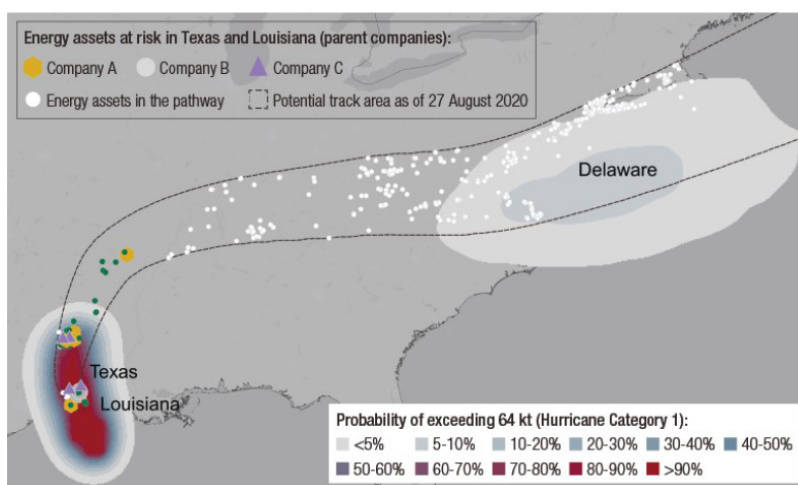 Energy assets at risk in Texas and Louisiana (parent companies):
Company A Company B Company C
Energy assets in the pathway Potential track area as of 27 August 2020
Delaware
Texas
Louisiana
Probability of exceeding 64 kt (Hurricane Category 1):
<5% 5-10% 10-20% 20-30% 30-40% 40-50%
50-60% 60-70% 70-80% 80-90% >90%